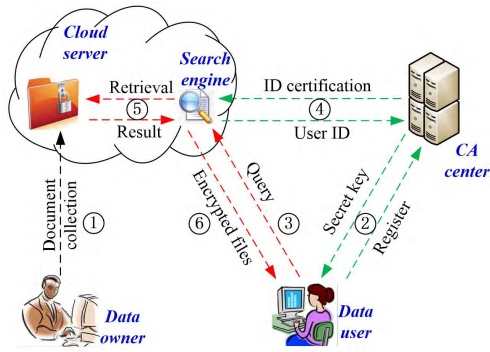 Cloud
server
Search
engine
Retrieval
⑤
Result
ID certification
④
User ID
CA
center
Document
collection
①
Encrypted files
⑥
Query
③
Secret key
②
Register
Data
owner
Data
user